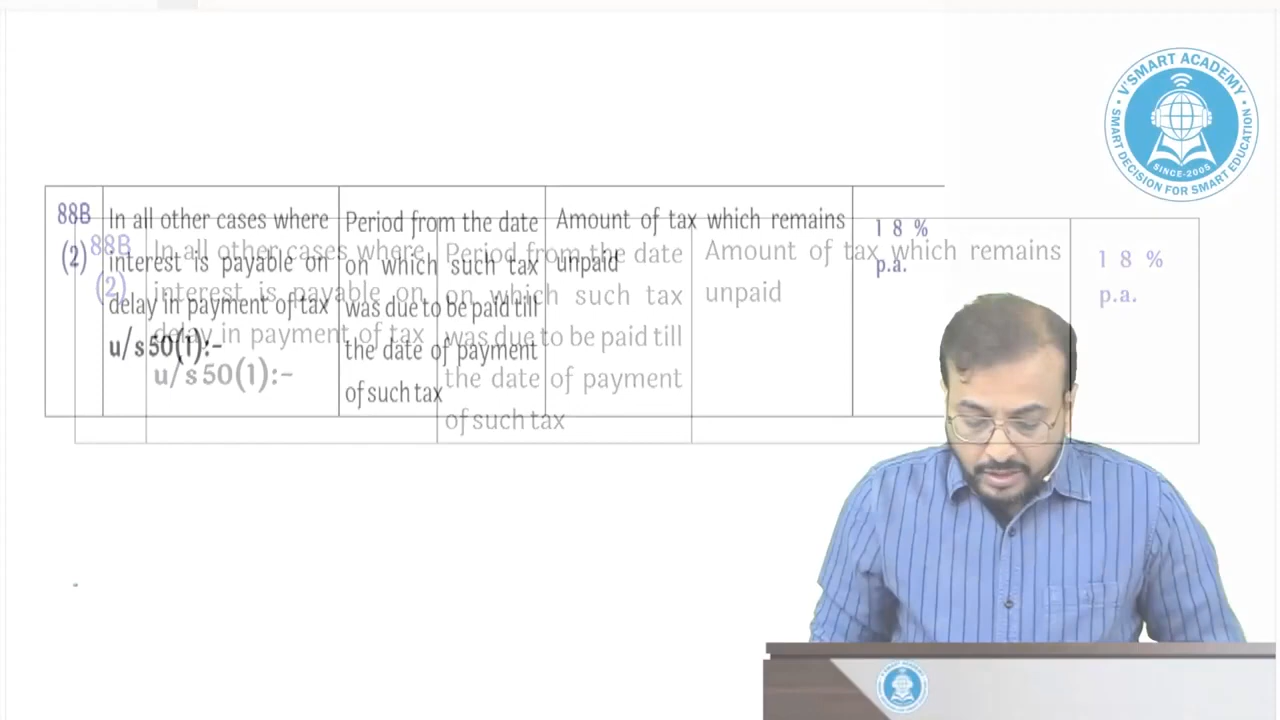 V'SMART ACADEMY
SMART DECISION FOR SMART EDUCATION
SINCE-2005
88B
(2)
In all other cases where
interest is payable on
delay in payment of tax
u/s 50(1):-
Period from the date
on which such tax
was due to be paid till
the date of payment
of such tax
Amount of tax which remains
unpaid
18%
p.a.
88B
(2)
In all other cases where
interest is payable on
delay in payment of tax
u/s 50(1):-
Period from the date
on which such tax
was due to be paid till
the date of payment
of such tax
Amount of tax which remains
unpaid
18%
p.a.